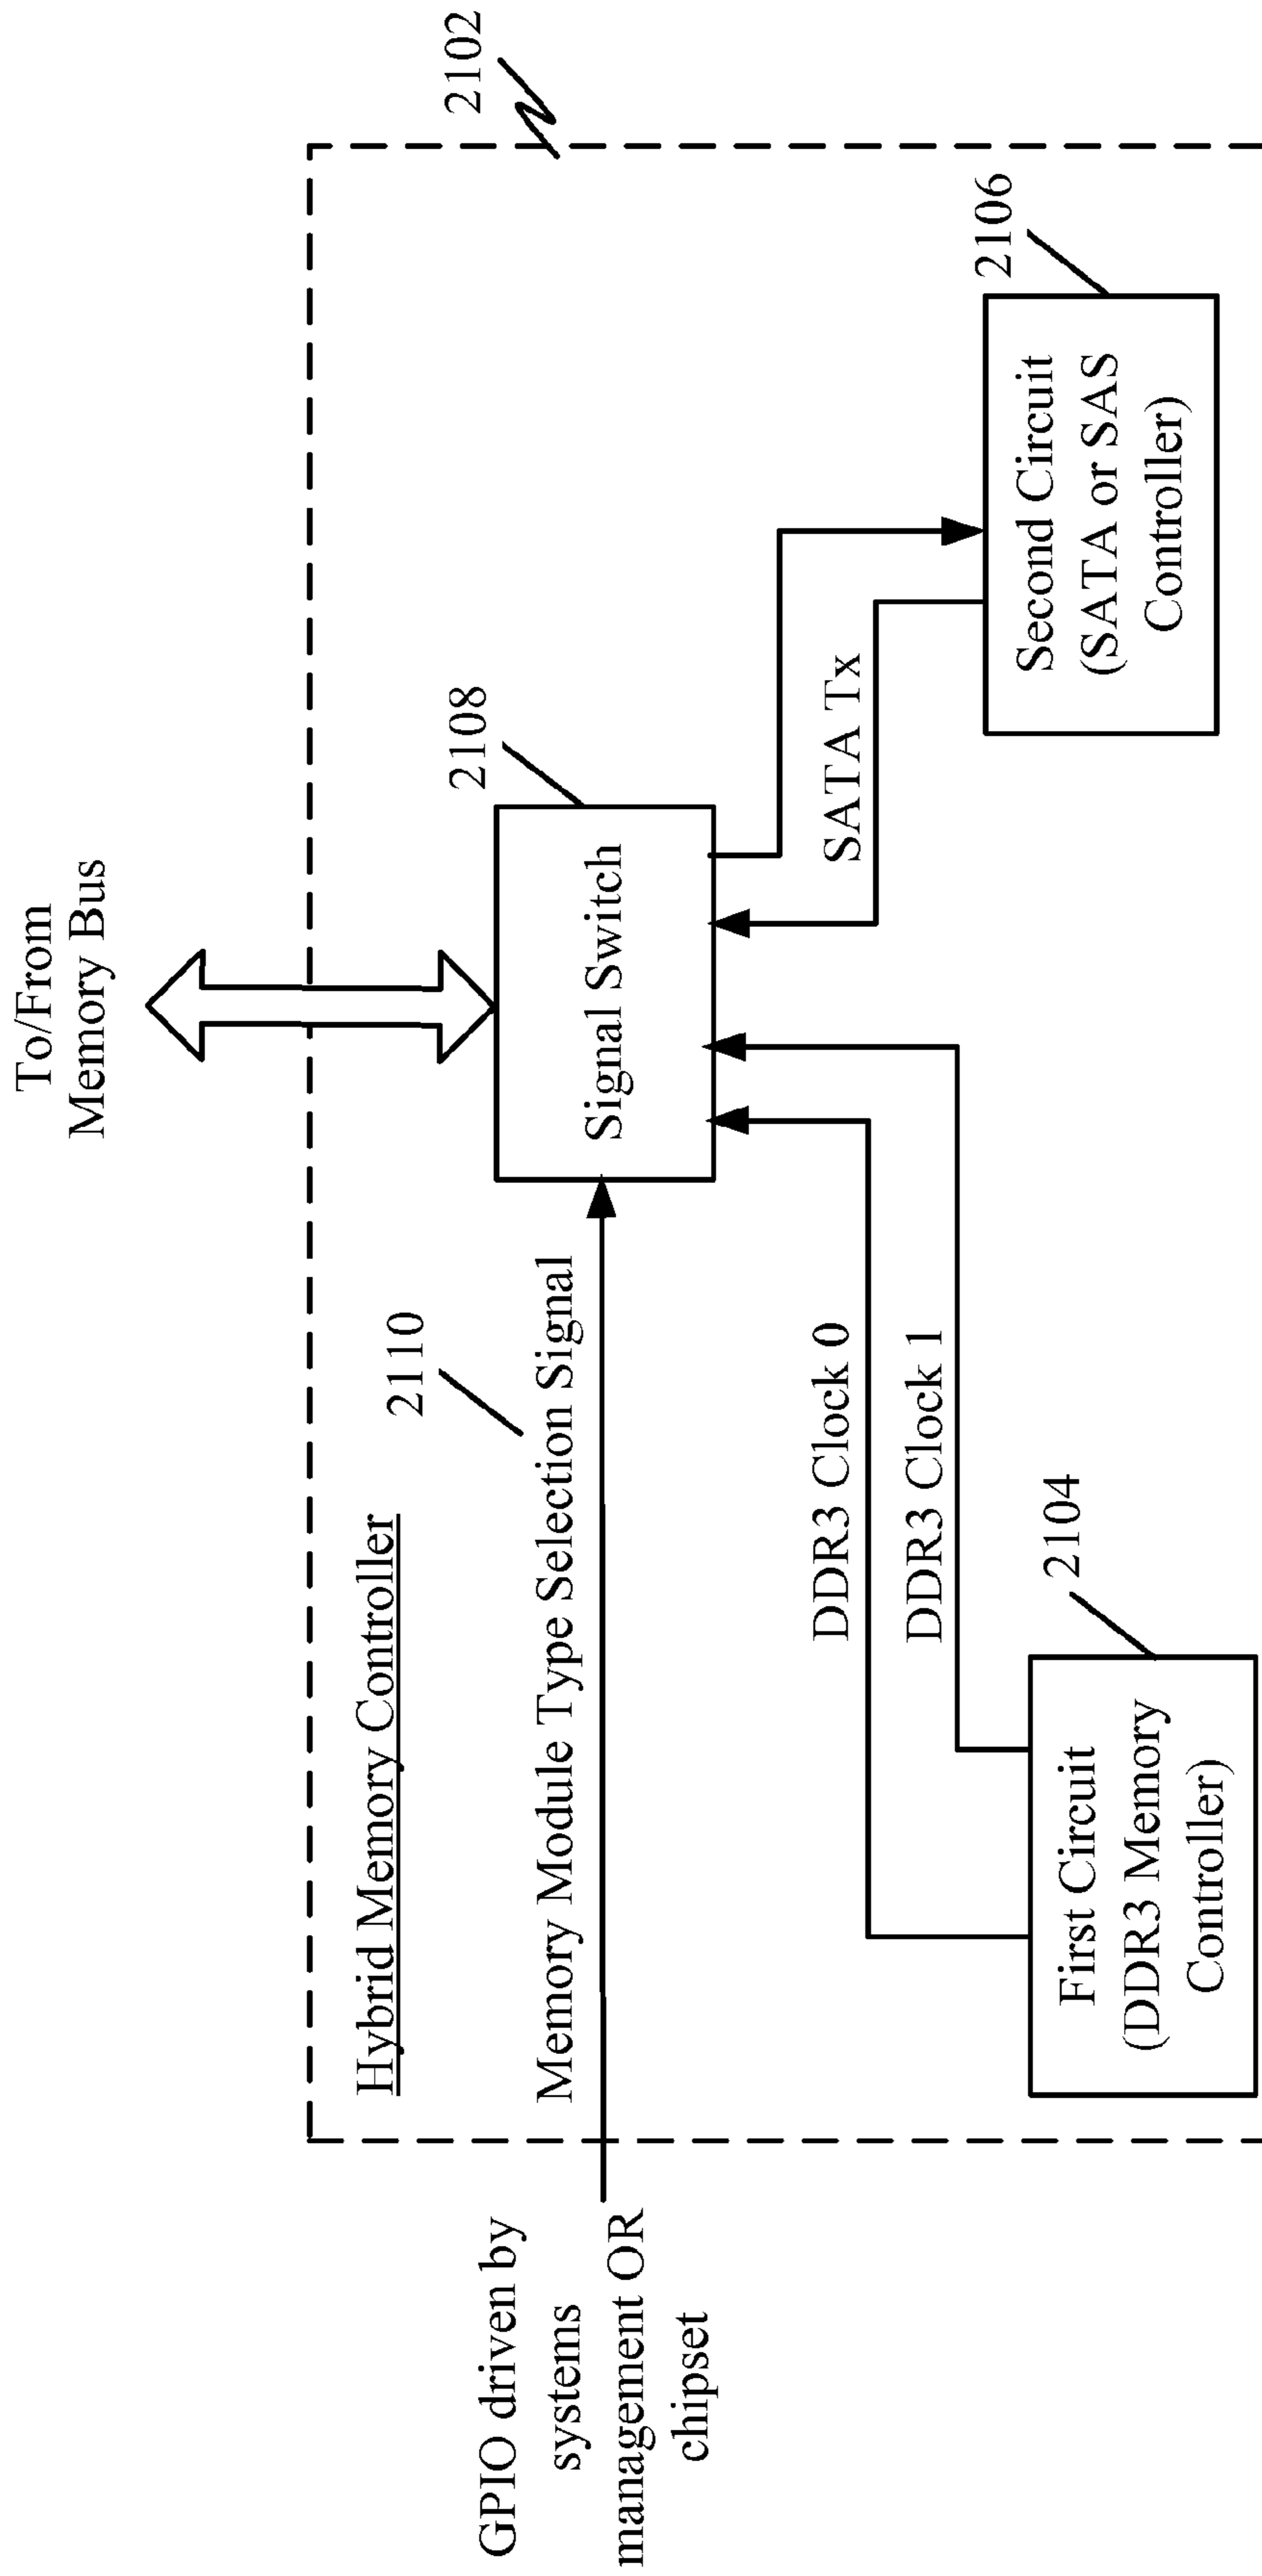 To/From
Memory Bus
2102
Hybrid Memory Controller
2110
2108
GPIO driven by
systems
management OR
chipset
Memory Module Type Selection Signal
Signal Switch
DDR3 Clock 0
DDR3 Clock 1
SATA Tx
2104
2106
First Circuit
(DDR3 Memory
Controller)
Second Circuit
(SATA or SAS
Controller)